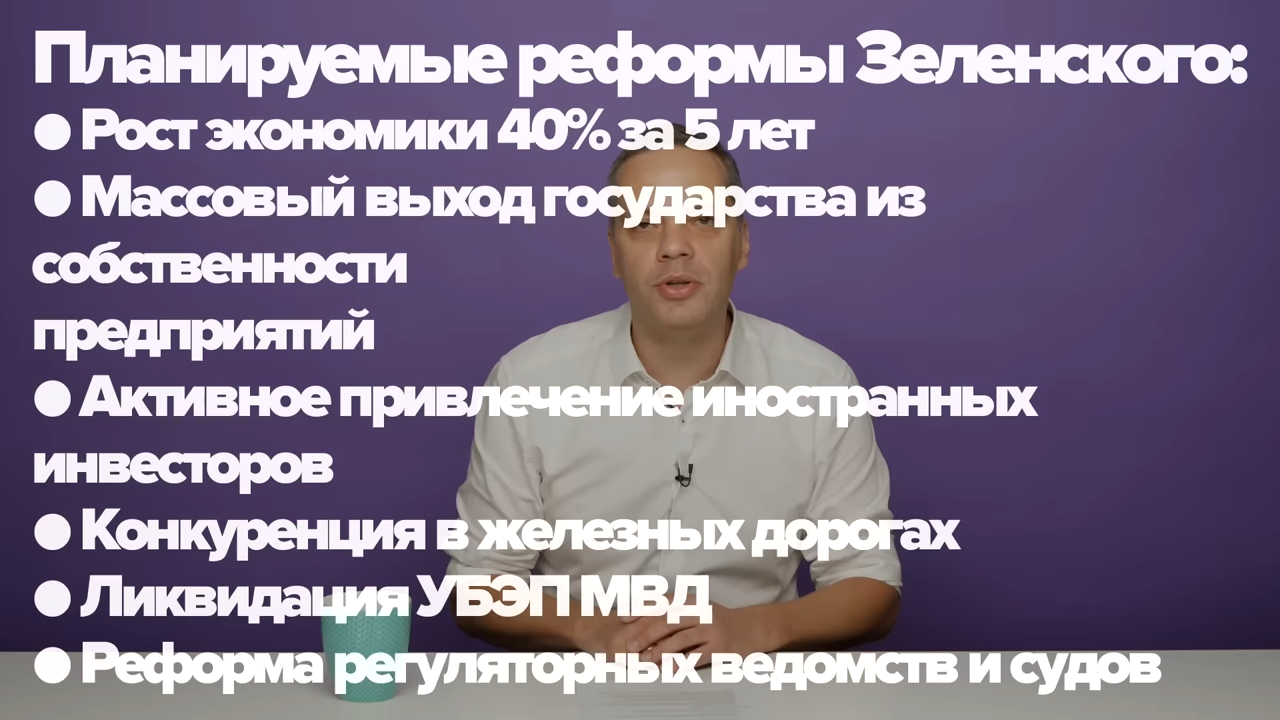 Планируемые реформы Зеленского:
● Рост экономики 40% за 5 лет
● Массовый выход государства из
собственности
предприятий
● Активное привлечение иностранных
инвесторов
● Конкуренция в железных дорогах
● Ликвидация УБЭП МВД
● Реформа регуляторных ведомств и судов